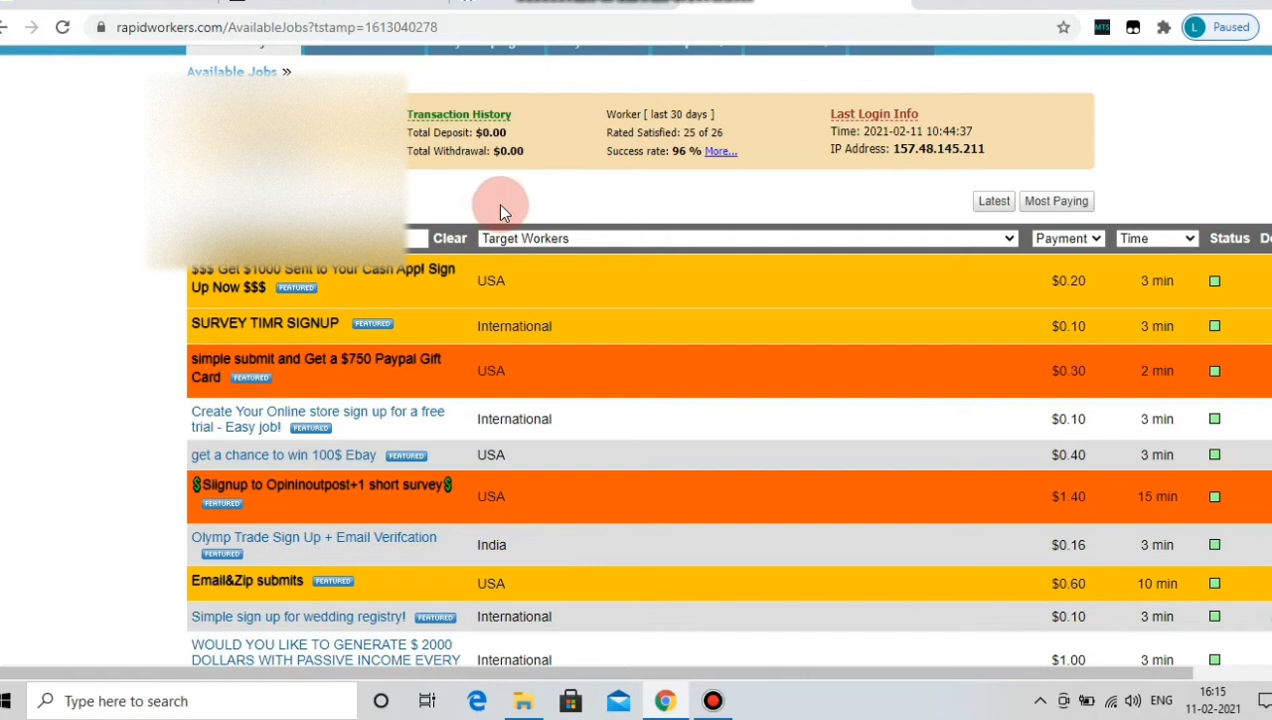 rapidworkers.com/AvailableJobs?tstamp=1613040278
MTS
L Paused
Available Jobs »
Transaction History Worker [ last 30 days ] Last Login Info
Total Deposit: $0.00 Rated Satisfied: 25 of 26 Time: 2021-02-11 10:44:37
Total Withdrawal: $0.00 Success rate: 96 % More... IP Address: 157.48.145.211
Latest Most Paying
Clear Target Workers Payment Time Status
$$$ Get $1000 Sent to Your Cash App! Sign
Up Now $$$ FEATURED USA $0.20 3 min
SURVEY TIMR SIGNUP FEATURED International $0.10 3 min
simple submit and Get a $750 Paypal Gift
Card FEATURED USA $0.30 2 min
Create Your Online store sign up for a free
trial - Easy job! FEATURED International $0.10 3 min
get a chance to win 100$ Ebay FEATURED USA $0.40 3 min
$Siignup to Opininoutpost+1 short survey$
FEATURED USA $1.40 15 min
Olymp Trade Sign Up + Email Verifcation
FEATURED India $0.16 3 min
Email&Zip submits FEATURED USA $0.60 10 min
Simple sign up for wedding registry! FEATURED International $0.10 3 min
WOULD YOU LIKE TO GENERATE $ 2000
DOLLARS WITH PASSIVE INCOME EVERY International $1.00 3 min
Type here to search
ENG
16:15
11-02-2021